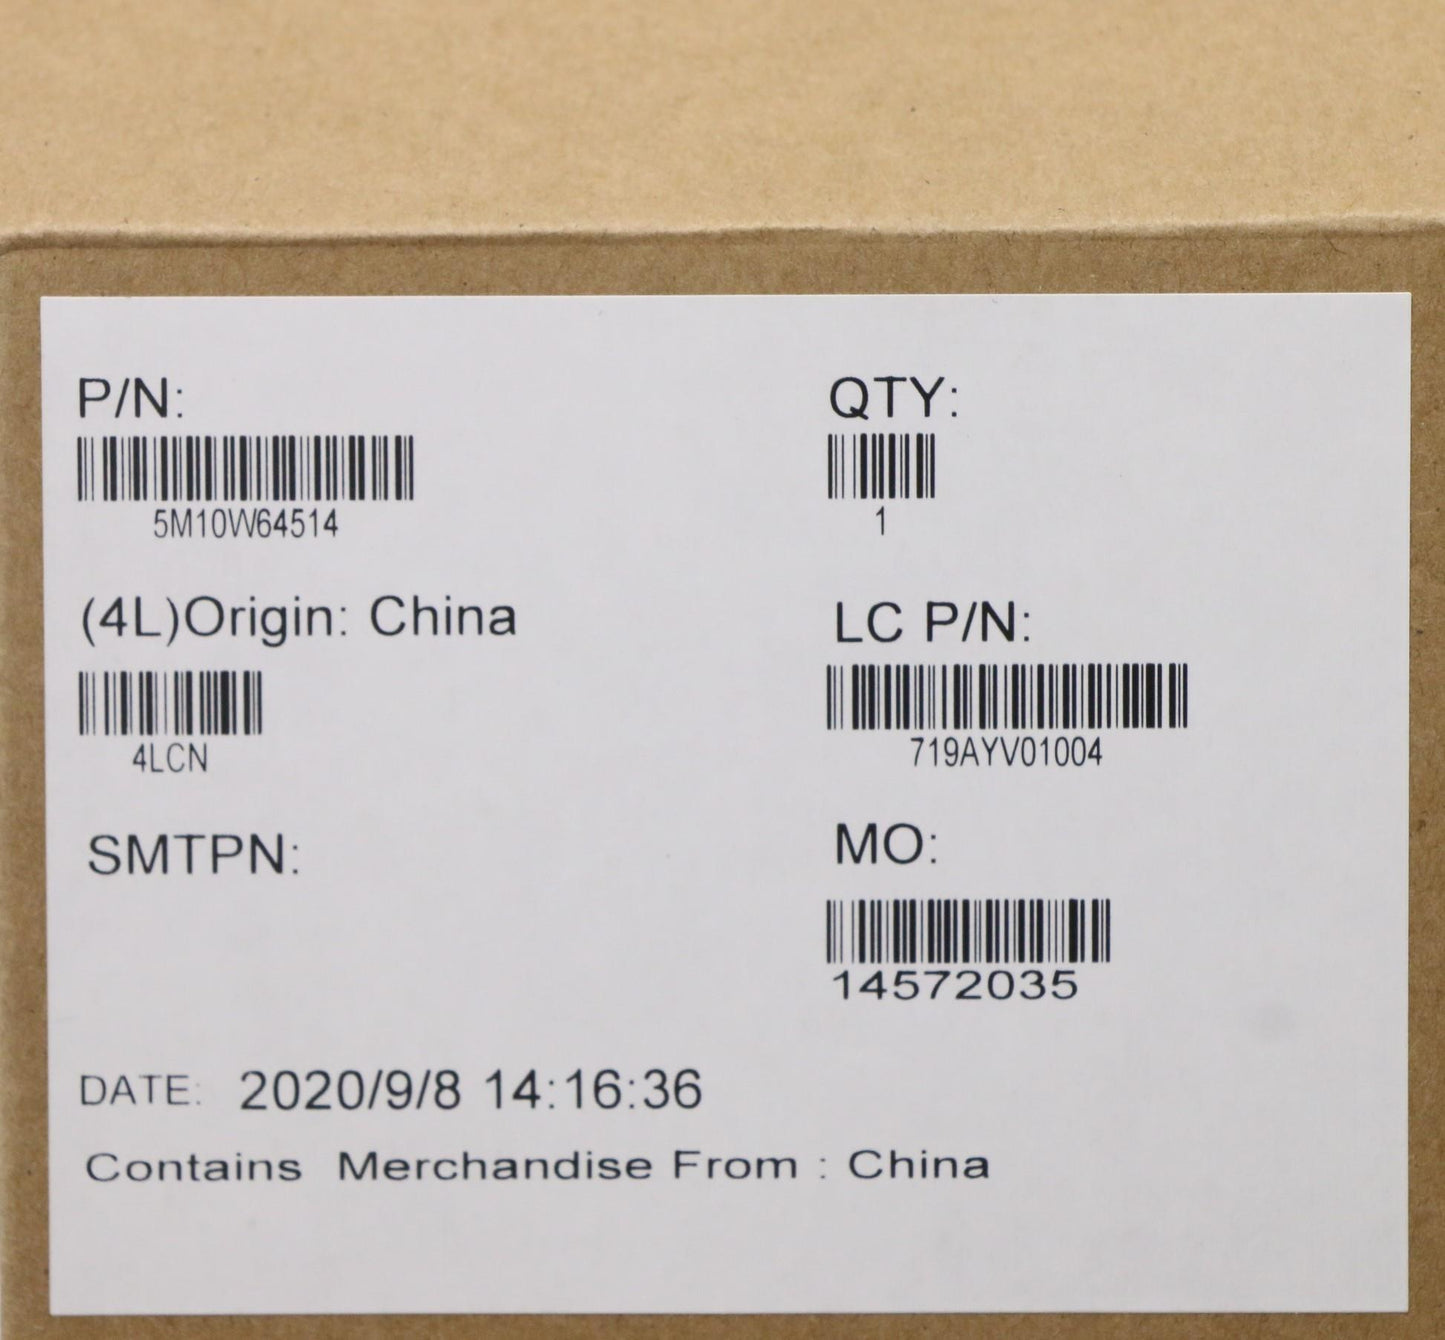 P/N:
5M10W64514
QTY:
1
(4L)Origin: China
4LCN
LC P/N:
719AYV01004
SMTPN:
MO:
14572035
DATE: 2020/9/8 14:16:36
Contains Merchandise From : China